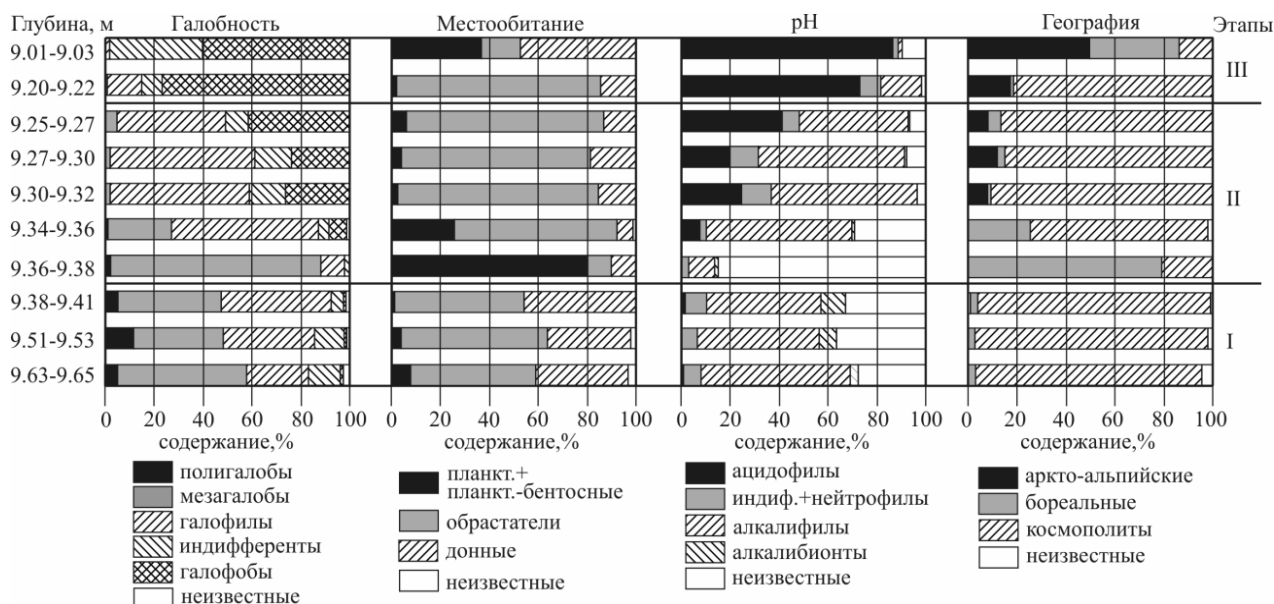 Глубина, м Галобность Местообитание pH География Этапы
9.01-9.03
9.20-9.22
III
9.25-9.27
9.27-9.30
9.30-9.32
II
9.34-9.36
9.36-9.38
9.38-9.41
9.51-9.53
I
9.63-9.65
0 20 40 60 80 100 0 20 40 60 80 100 0 20 40 60 80 100 0 20 40 60 80 100
содержание,% содержание,% содержание,% содержание,%
полигалобы
мезагалобы
галофилы
индифференты
галофобы
неизвестные
планкт.+
планкт.-бентосные
обрастатели
донные
неизвестные
ацидофилы
индиф.+нейтрофилы
алкалифилы
алкалибионты
неизвестные
аркто-альпийские
бореальные
космополиты
неизвестные